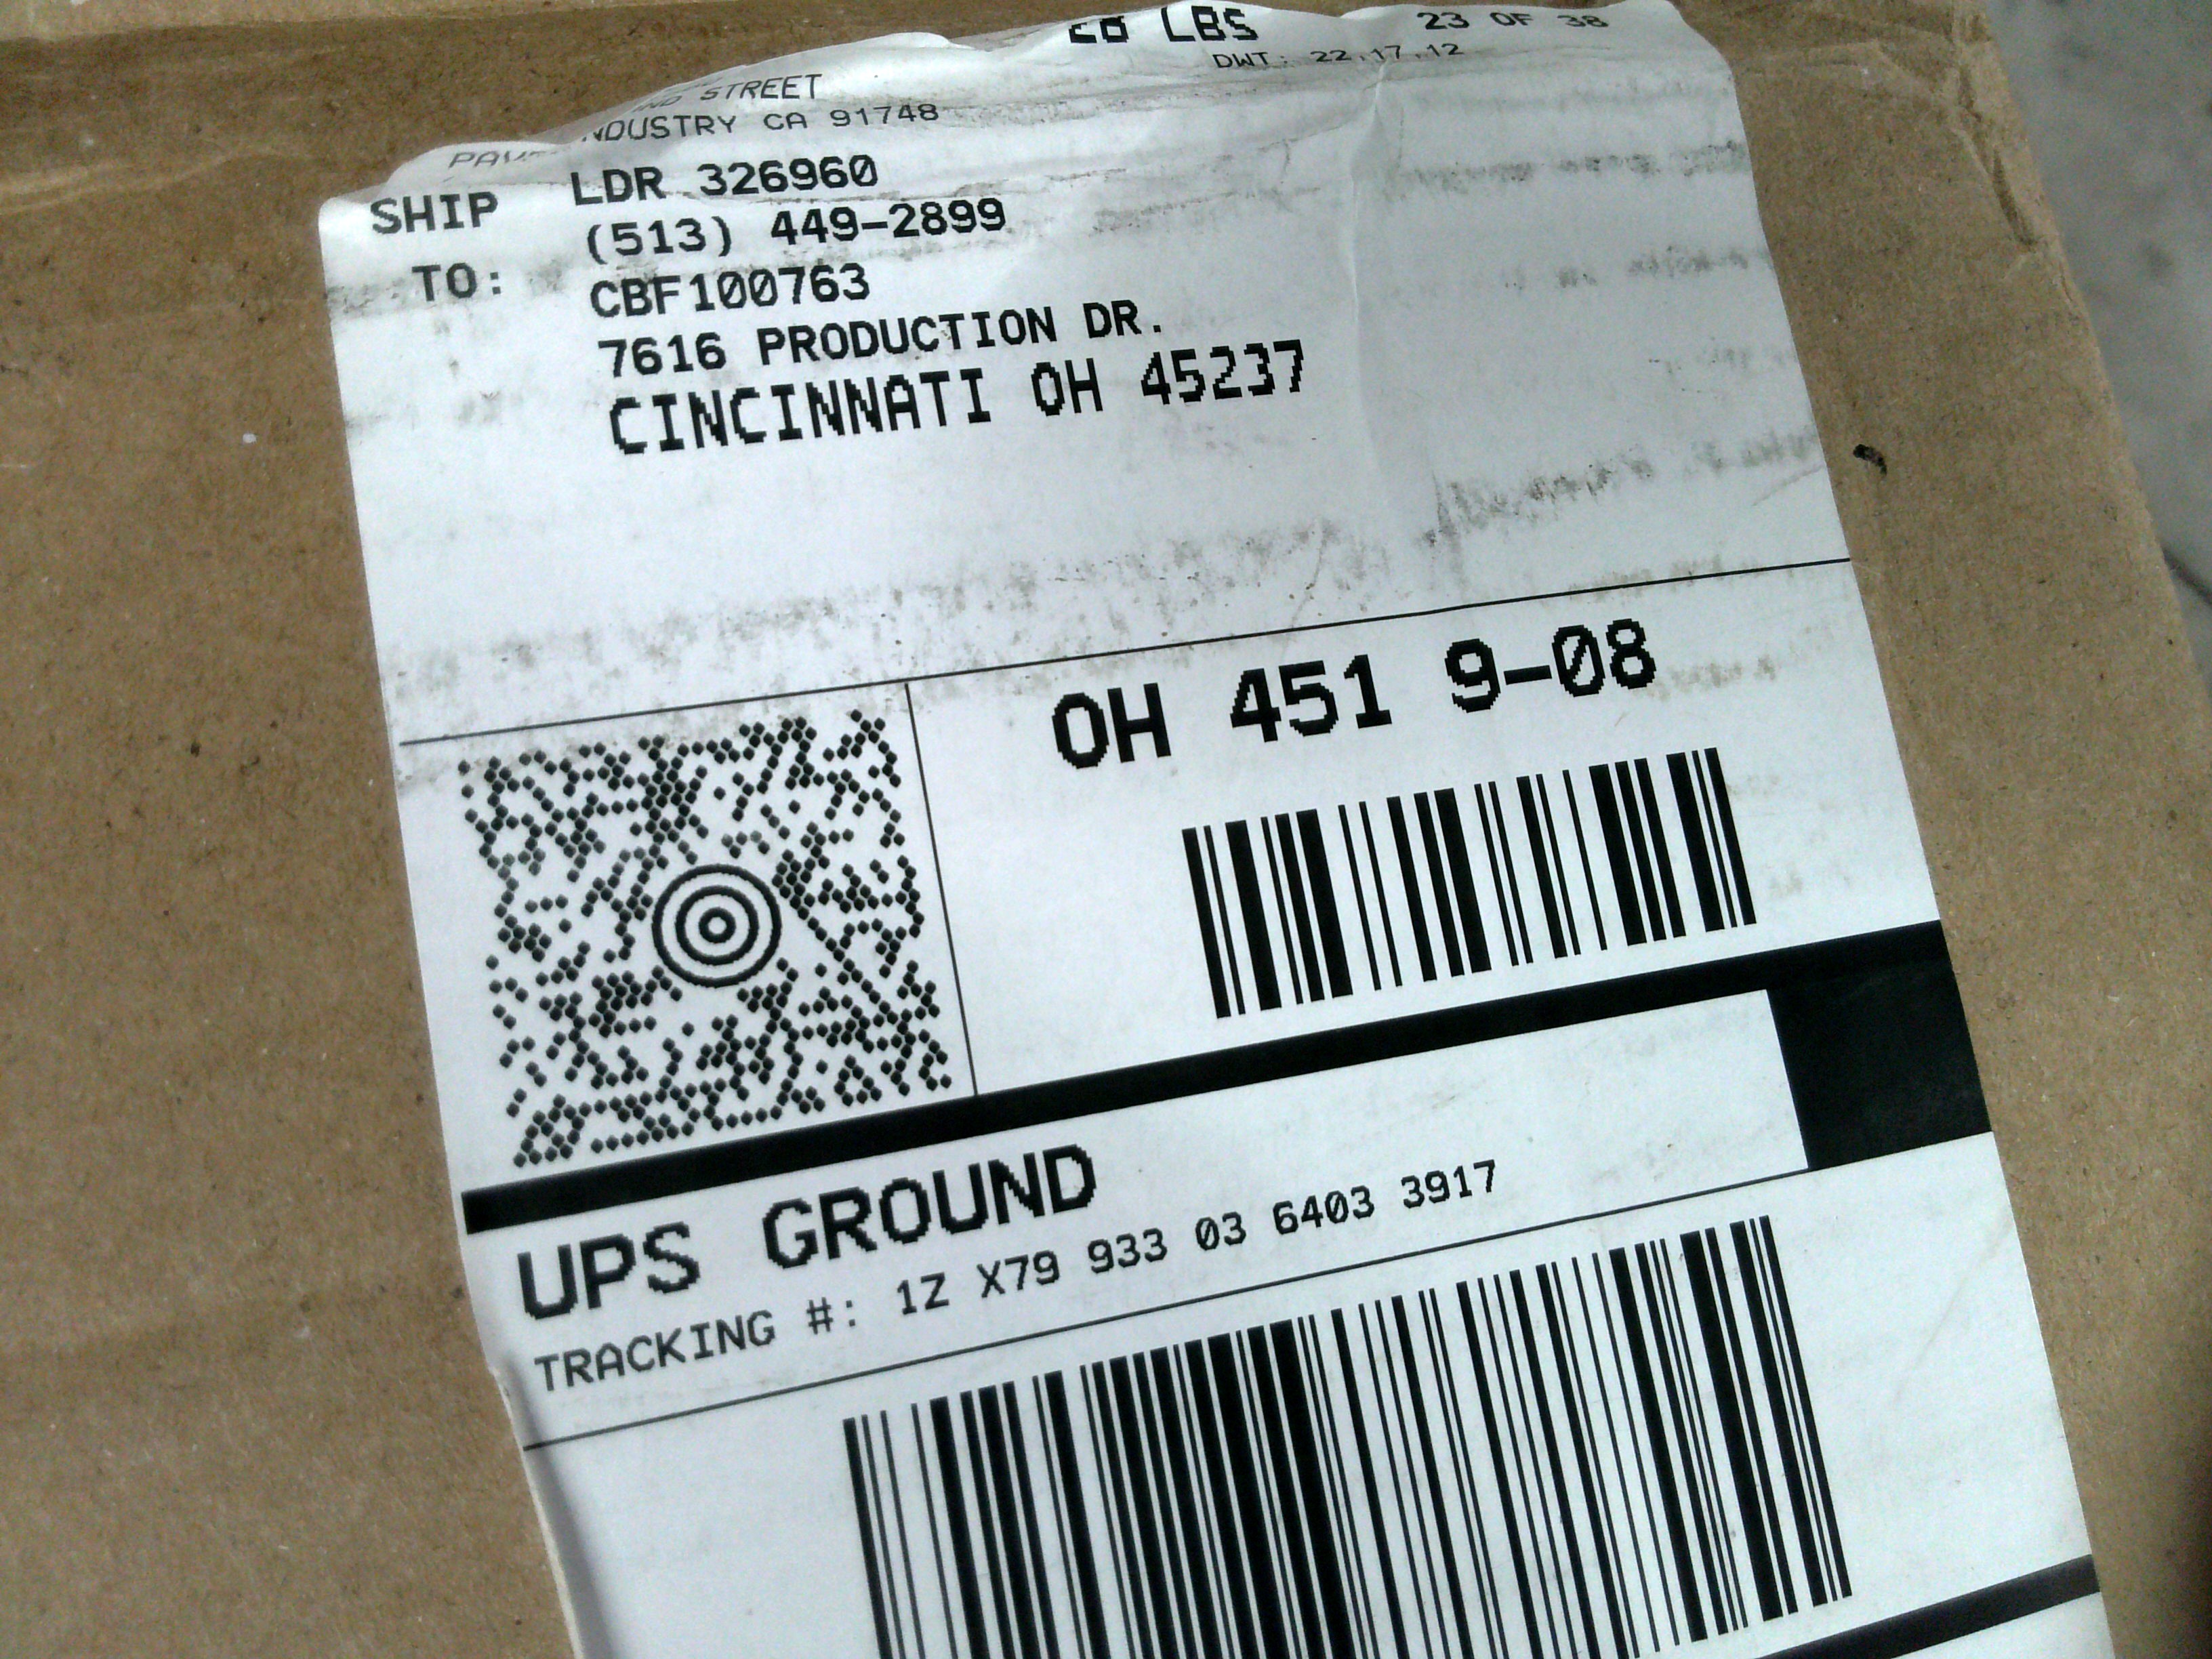 LBS 23 OF 38
DWT: 22,17,12
STREET
INDUSTRY CA 91748
SHIP TO:
LDR 326960
(513) 449-2899
CBF100763
7616 PRODUCTION DR.
CINCINNATI OH 45237
OH 451 9-08
UPS GROUND
TRACKING #: 1Z X79 933 03 6403 3917